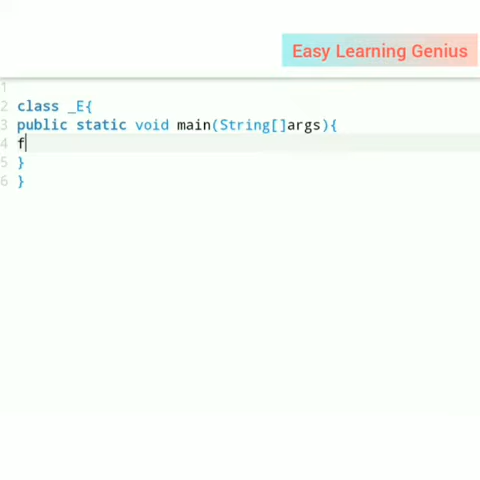 Easy Learning Genius
1
2 class _E{
3 public static void main(String[]args){
4 f
5 }
6 }